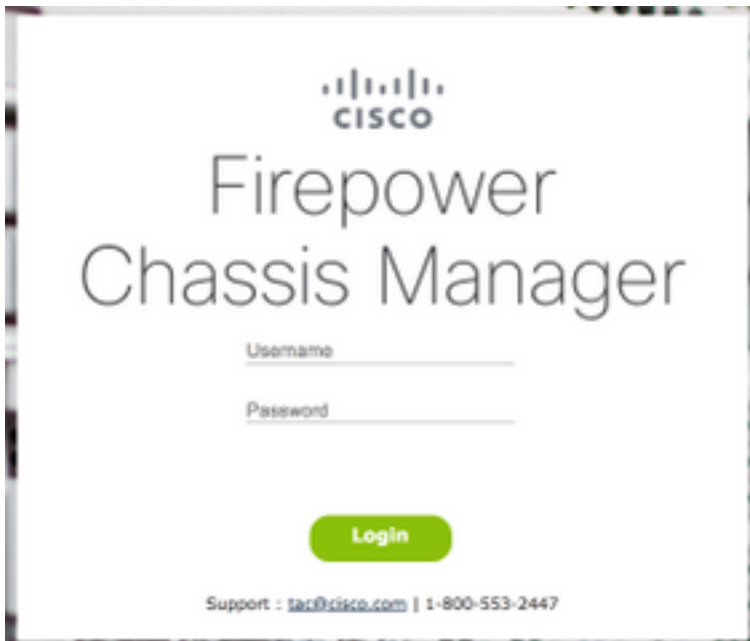 CISCO
Firepower
Chassis Manager
Username
Password
Login
Support : tac@cisco.com | 1-800-553-2447